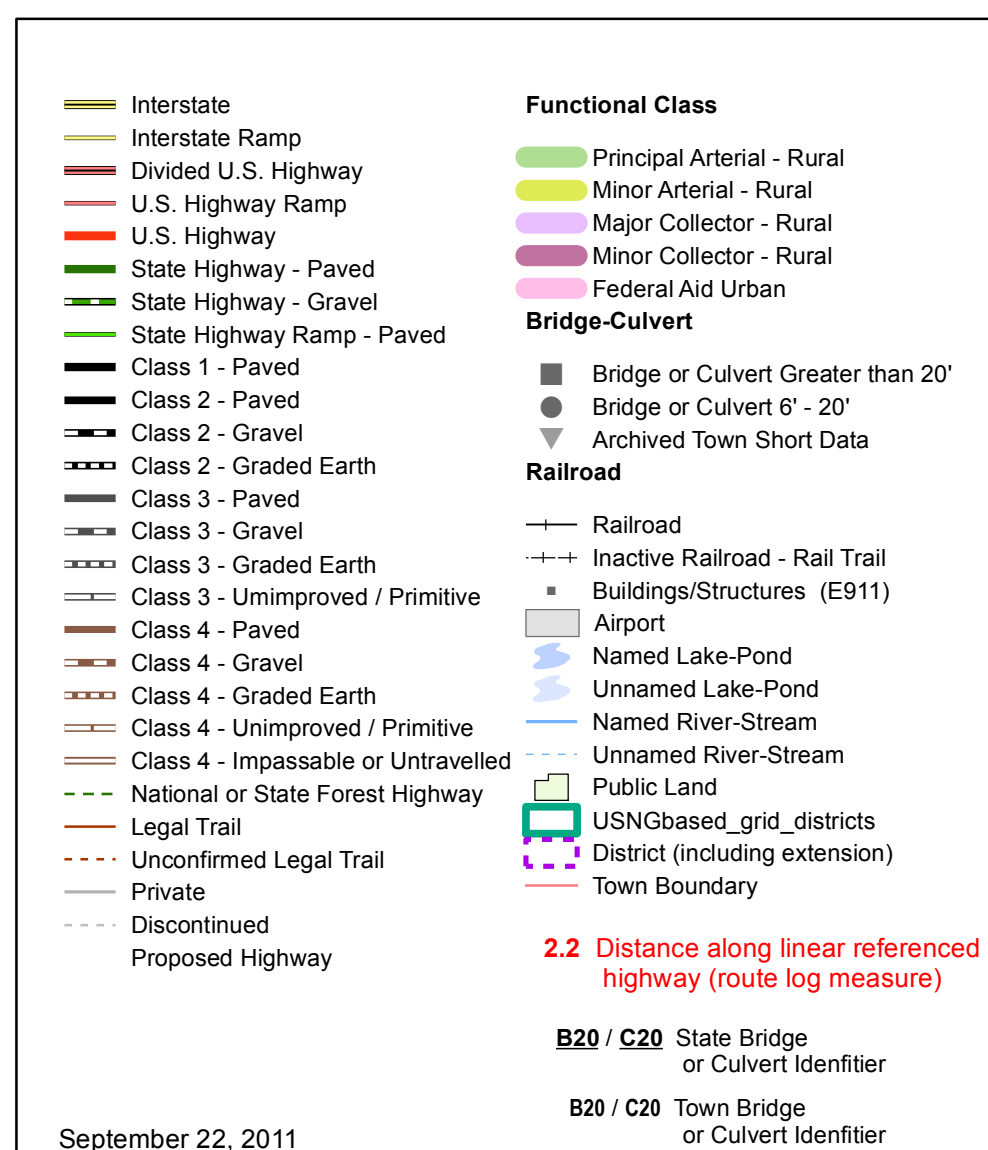 Interstate
Interstate Ramp
Divided U.S. Highway
U.S. Highway Ramp
U.S. Highway
State Highway - Paved
State Highway - Gravel
State Highway Ramp - Paved
Class 1 - Paved
Class 2 - Paved
Class 2 - Gravel
Class 2 - Graded Earth
Class 3 - Paved
Class 3 - Gravel
Class 3 - Graded Earth
Class 3 - Umimproved / Primitive
Class 4 - Paved
Class 4 - Gravel
Class 4 - Graded Earth
Class 4 - Unimproved / Primitive
Class 4 - Impassable or Untravelled
National or State Forest Highway
Legal Trail
Unconfirmed Legal Trail
Private
Discontinued
Proposed Highway
September 22, 2011
Functional Class
Principal Arterial - Rural
Minor Arterial - Rural
Major Collector - Rural
Minor Collector - Rural
Federal Aid Urban
Bridge-Culvert
Bridge or Culvert Greater than 20'
Bridge or Culvert 6' - 20'
Archived Town Short Data
Railroad
Railroad
Inactive Railroad - Rail Trail
Buildings/Structures (E911)
Airport
Named Lake-Pond
Unnamed Lake-Pond
Named River-Stream
Unnamed River-Stream
Public Land
USNGbased_grid_districts
District (including extension)
Town Boundary
2.2 Distance along linear referenced
highway (route log measure)
B20 / C20 State Bridge
or Culvert Idenfitier
B20 / C20 Town Bridge
or Culvert Idenfitier